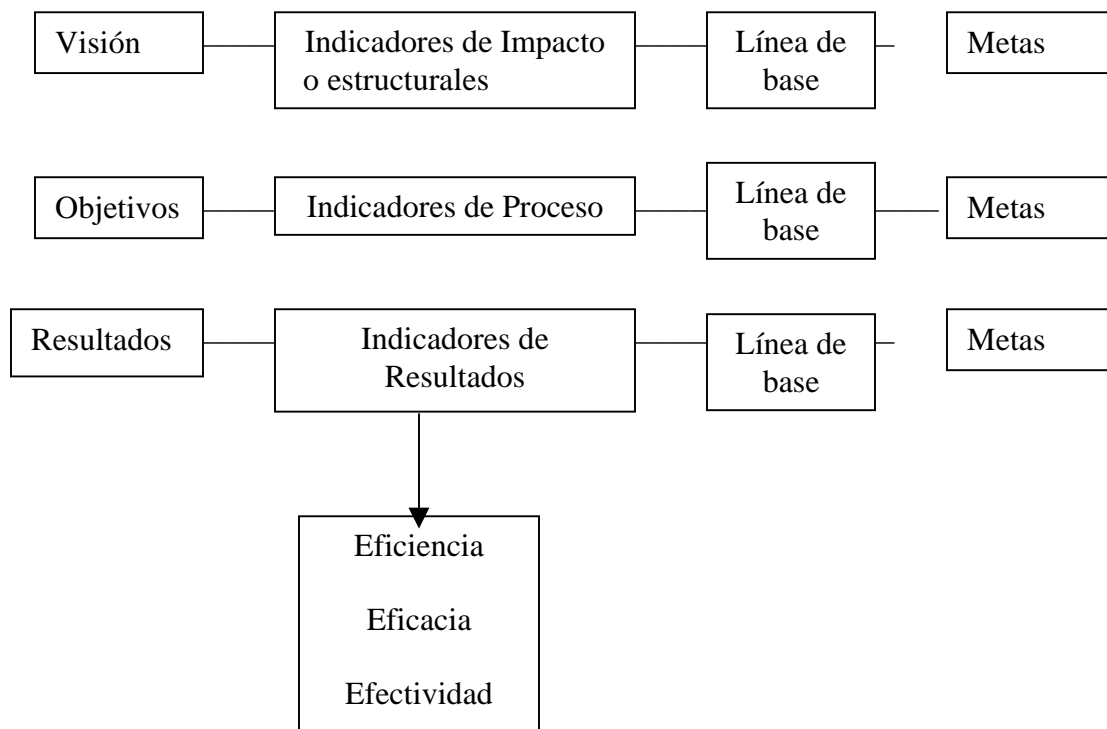 Visión
Indicadores de Impacto
o estructurales
Línea de
base
Metas
Objetivos
Indicadores de Proceso
Línea de
base
Metas
Resultados
Indicadores de
Resultados
Línea de
base
Metas
Eficiencia
Eficacia
Efectividad